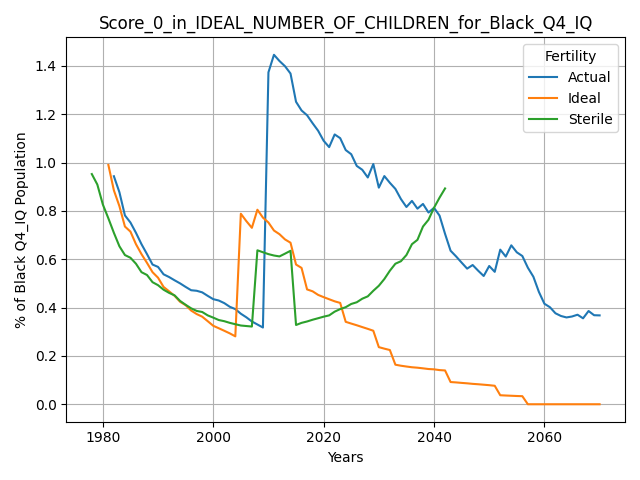 Score_0_in_IDEAL_NUMBER_OF_CHILDREN_for_Black_Q4_IQ
Fertility
Actual
Ideal
Sterile
% of Black Q4_IQ Population
1.4
1.2
1.0
0.8
0.6
0.4
0.2
0.0
1980 2000 2020 2040 2060
Years